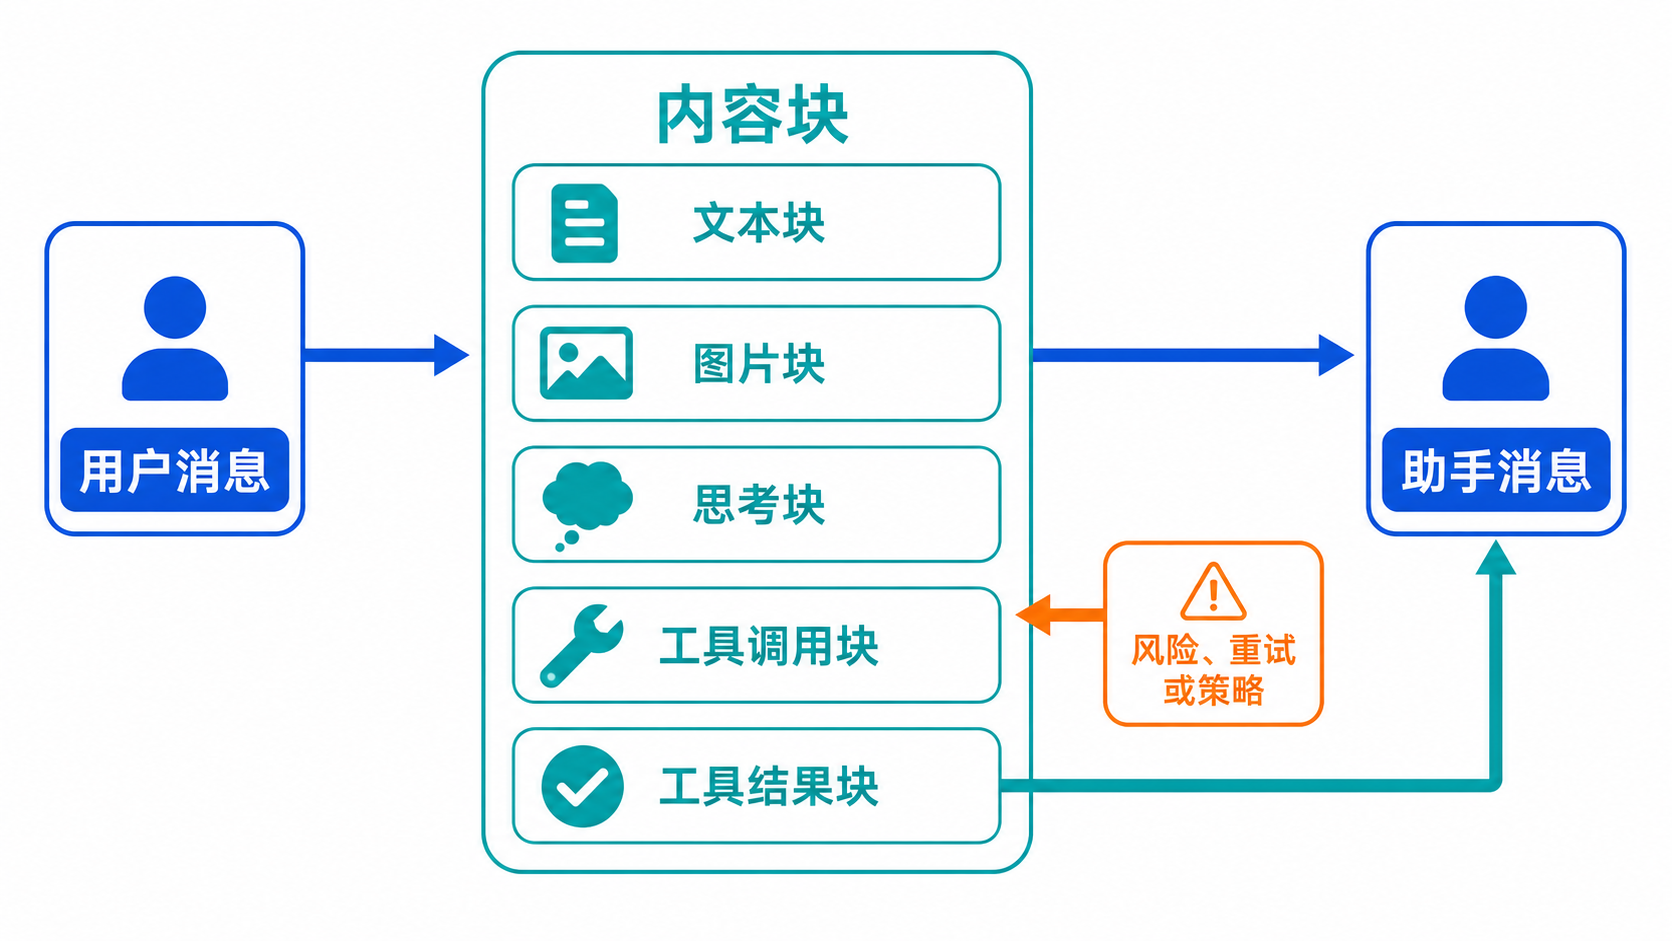 内容块
文本块
图片块
思考块
工具调用块
工具结果块
用户消息
助手消息
风险、重试
或策略